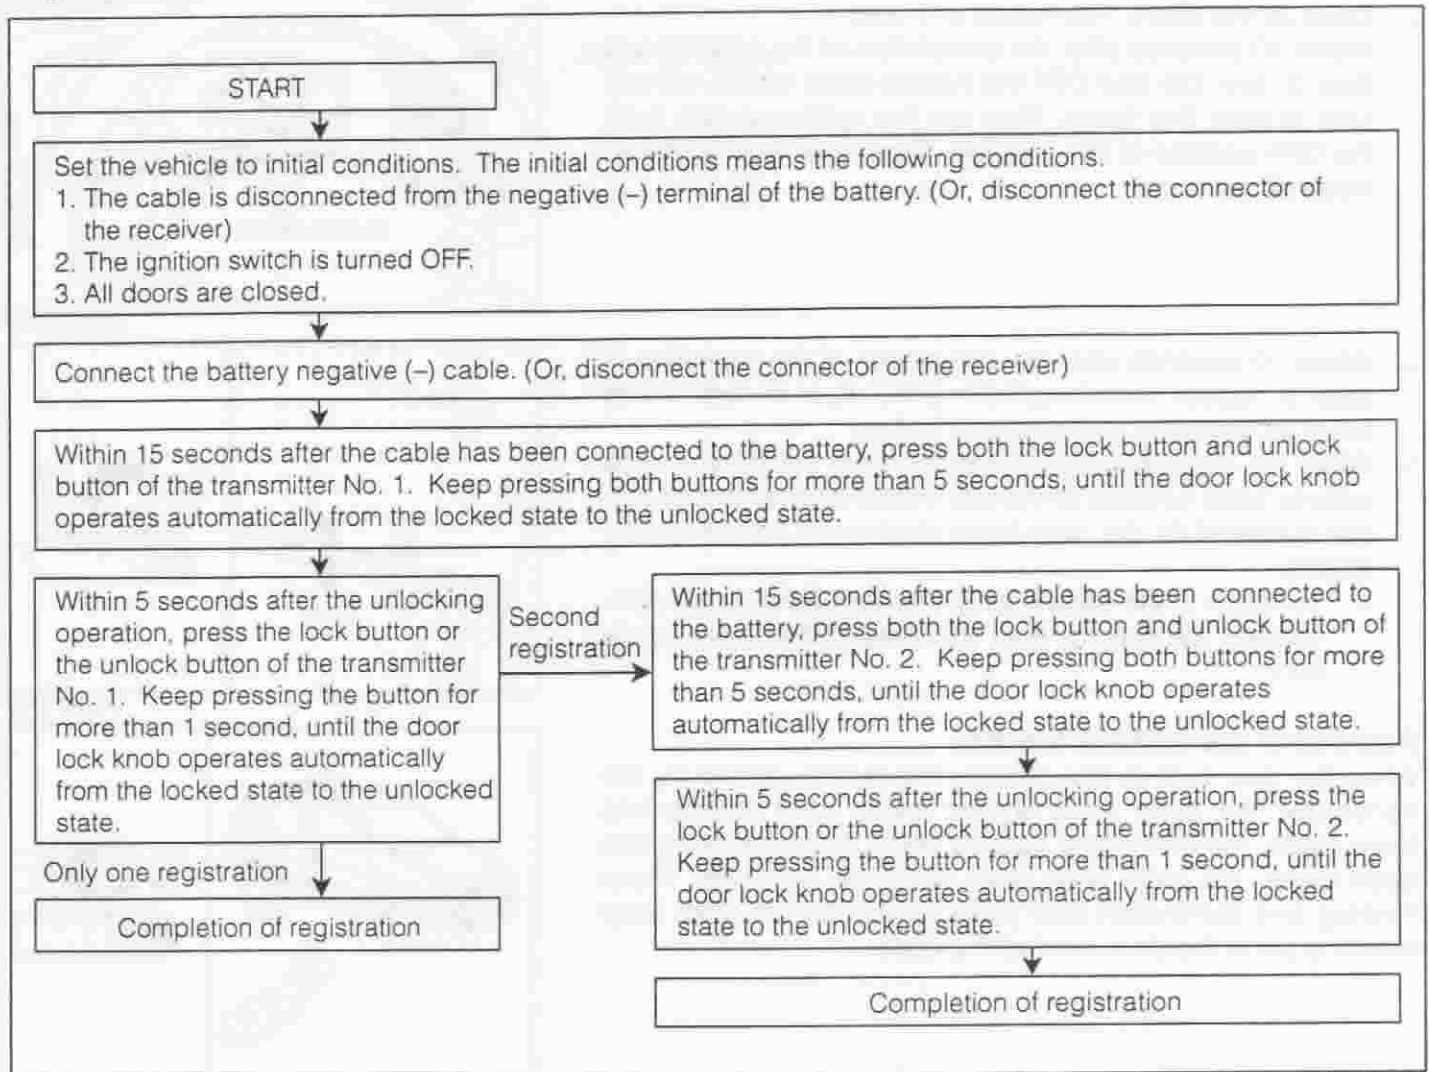 START
Set the vehicle to initial conditions. The initial conditions means the following conditions.
1. The cable is disconnected from the negative (–) terminal of the battery. (Or, disconnect the connector of
the receiver)
2. The ignition switch is turned OFF.
3. All doors are closed.
Connect the battery negative (–) cable. (Or, disconnect the connector of the receiver)
Within 15 seconds after the cable has been connected to the battery, press both the lock button and unlock
button of the transmitter No. 1. Keep pressing both buttons for more than 5 seconds, until the door lock knob
operates automatically from the locked state to the unlocked state.
Within 5 seconds after the unlocking
operation, press the lock button or
the unlock button of the transmitter
No. 1. Keep pressing the button for
more than 1 second, until the door
lock knob operates automatically
from the locked state to the unlocked
state.
Second
registration
Within 15 seconds after the cable has been connected to
the battery, press both the lock button and unlock button of
the transmitter No. 2. Keep pressing both buttons for more
than 5 seconds, until the door lock knob operates
automatically from the locked state to the unlocked state.
Within 5 seconds after the unlocking operation, press the
lock button or the unlock button of the transmitter No. 2.
Keep pressing the button for more than 1 second, until the
door lock knob operates automatically from the locked
state to the unlocked state.
Only one registration
Completion of registration
Completion of registration